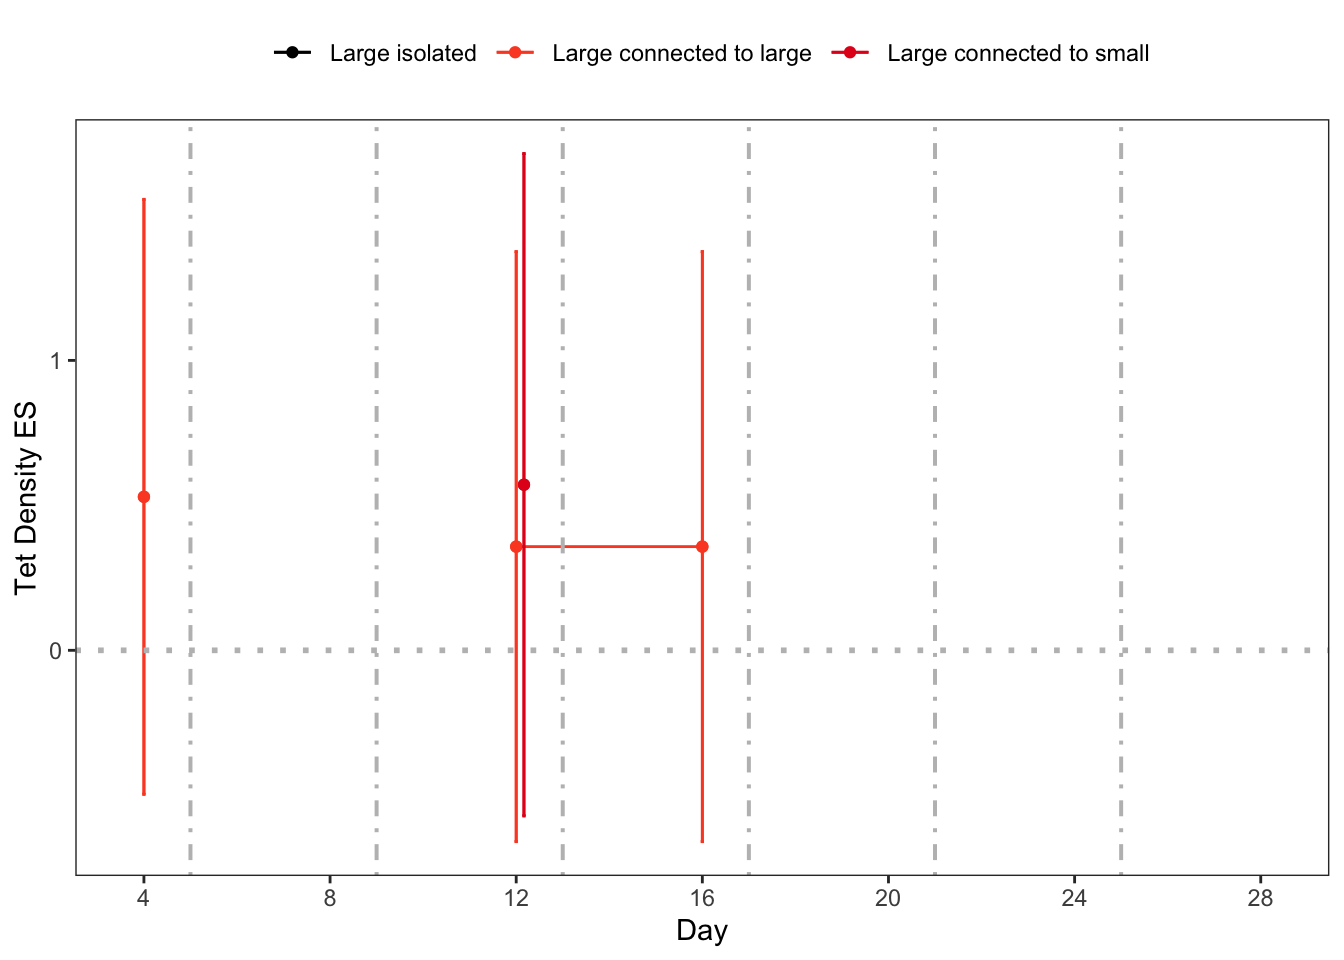 Large isolated Large connected to large Large connected to small
Tet Density ES
1
0
4 8 12 16 20 24 28
Day